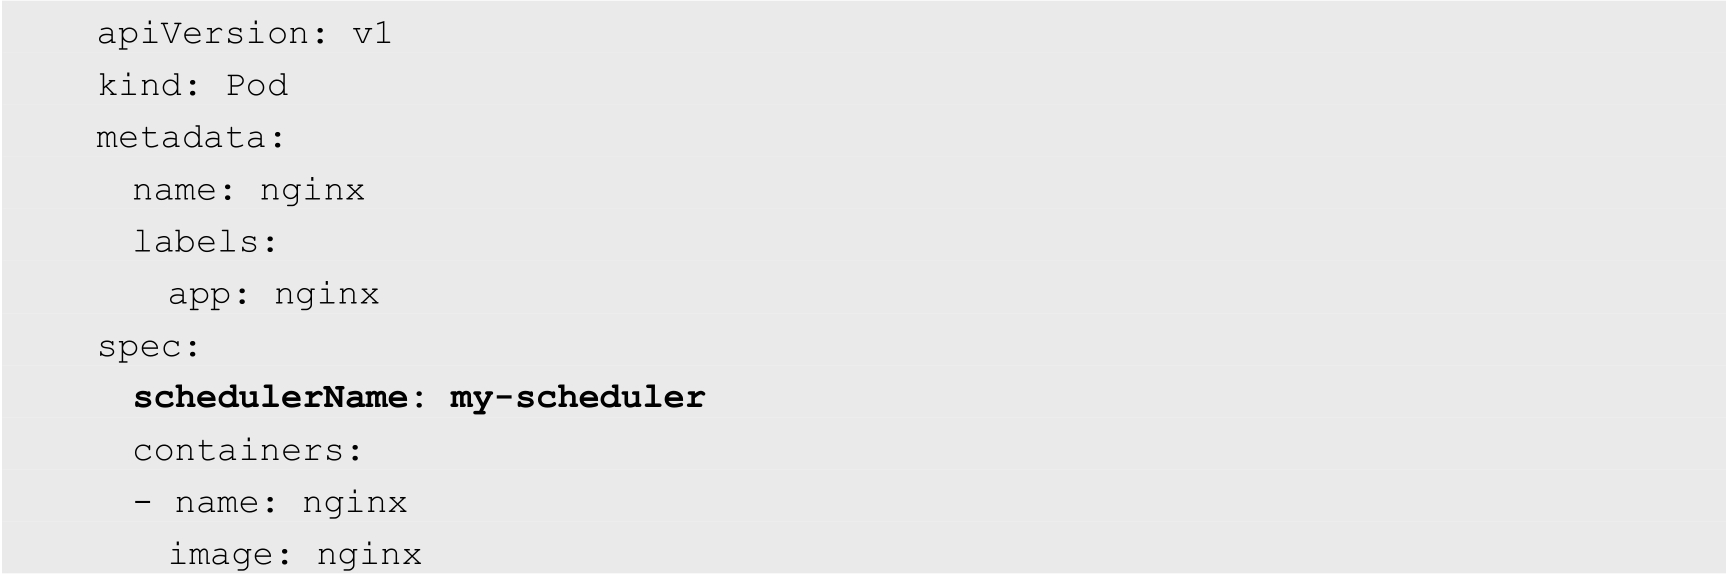 apiVersion: v1
kind: Pod
metadata:
  name: nginx
  labels:
    app: nginx
spec:
  schedulerName: my-scheduler
  containers:
  - name: nginx
    image: nginx